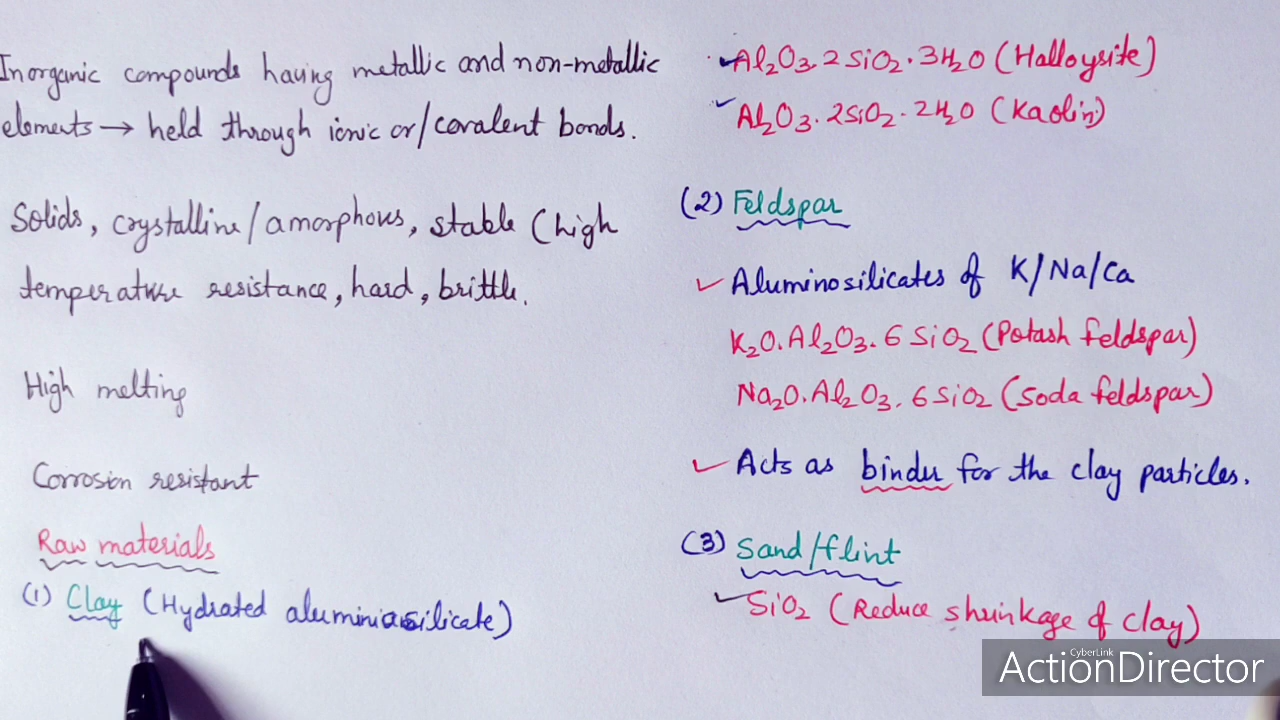 Inorganic compounds having metallic and non-metallic
elements → held through ionic or/covalent bonds.
Solids, crystalline/amorphous, stable (high
temperature resistance, hard, brittle.
High melting
Corrosion resistant
Raw materials
(1) Clay (Hydrated aluminiosilicate)
Al₂O₃.2SiO₂.3H₂O (Halloysite)
Al₂O₃.2SiO₂.2H₂O (Kaolin)
(2) Feldspar
Aluminosilicates of K/Na/Ca
K₂O.Al₂O₃.6SiO₂ (Potash feldspar)
Na₂O.Al₂O₃.6SiO₂ (Soda feldspar)
Acts as binder for the clay particles.
(3) Sand/flint
SiO₂ (Reduce shrinkage of clay)
CyberLink
ActionDirector